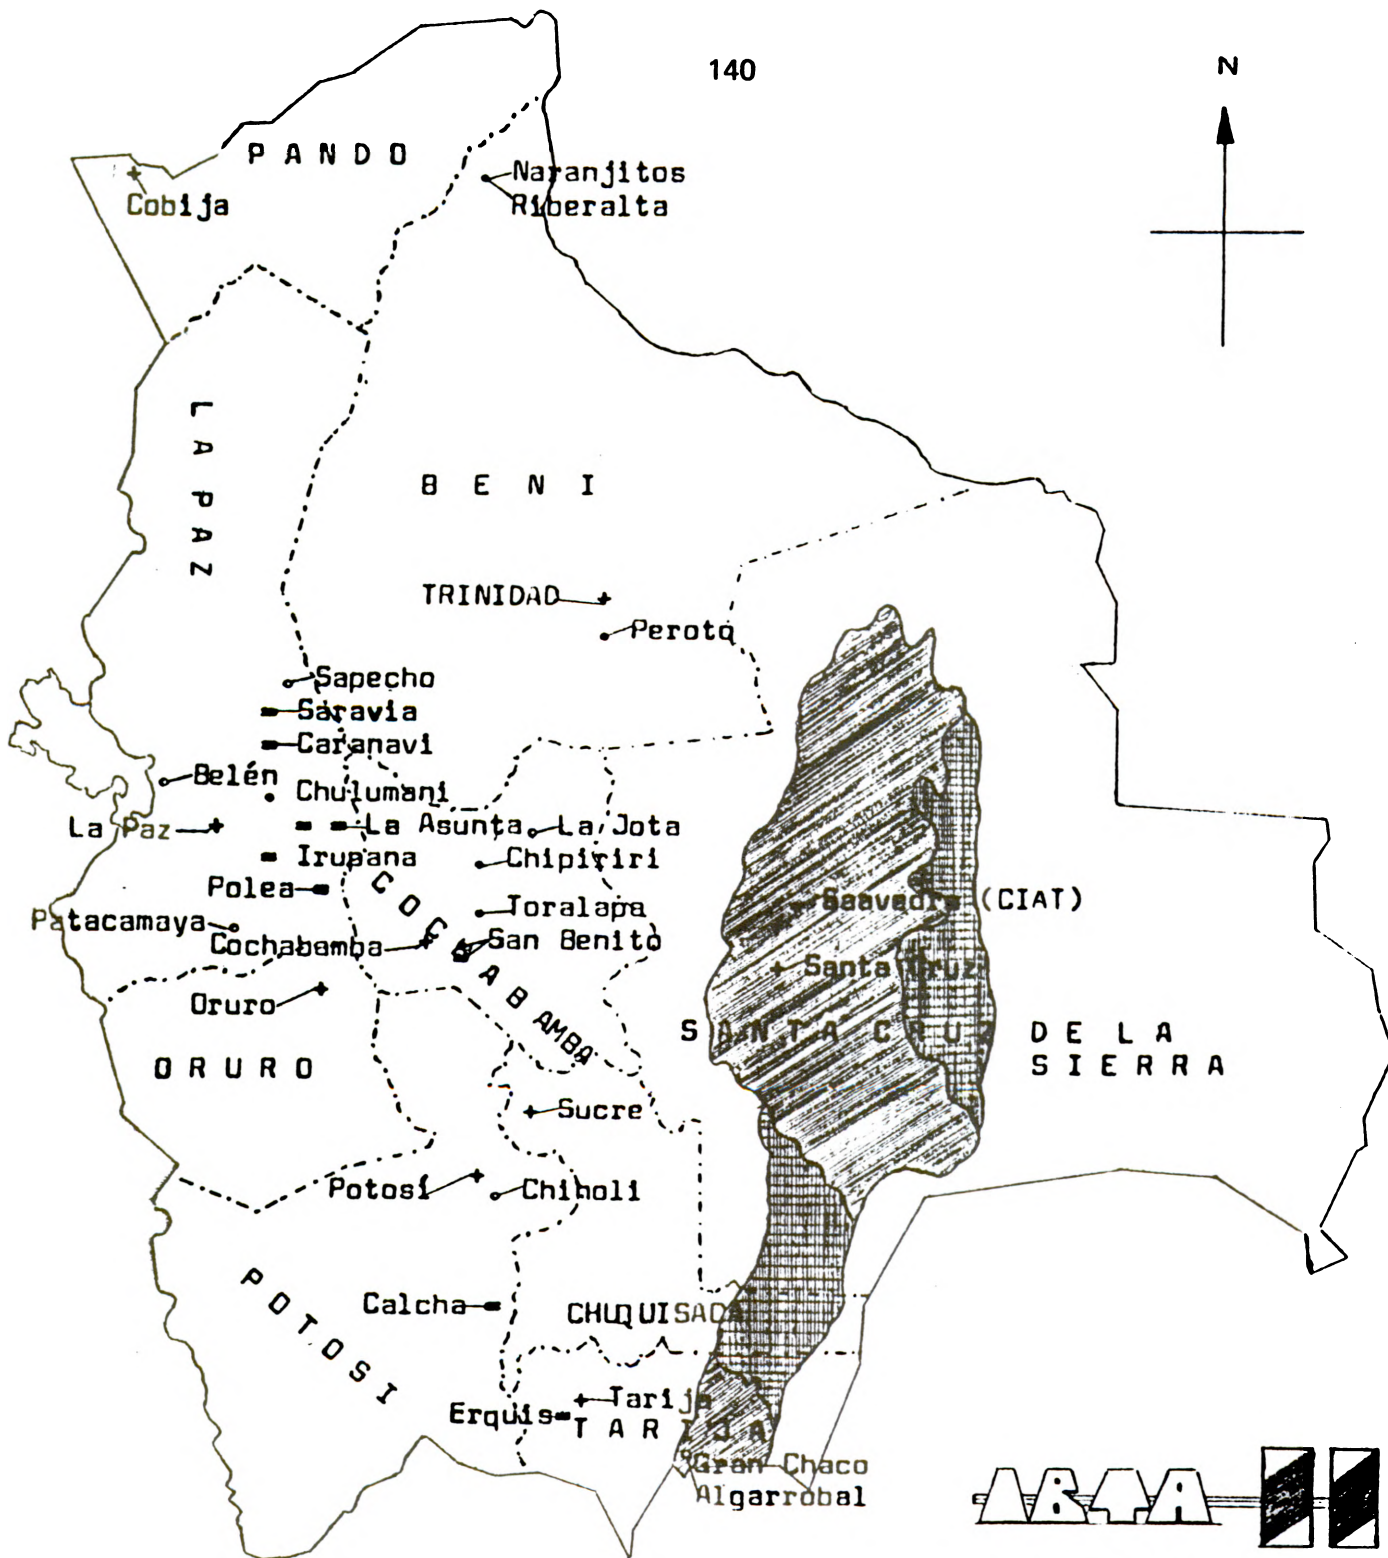 140
N
PANDO
Naranjitos
Riberalta
Cobija
LA PAZ
BENI
TRINIDAD
Peroto
Sapecho
Saravia
Caranavi
Belén
Chulumani
La Paz
La Asunta
La Jota
Irupana
Chipiriri
Polea
Saavedra (CIAT)
Patacamaya
Toralapa
Cochabamba
San Benito
COCHABAMBA
Santa Cruz
Oruro
SANTA CRUZ DE LA
SIERRA
ORURO
Sucre
Potosí
Chinoli
POTOSI
Calcha
CHUQUISACA
Tarija
Erquis
TARIJA
Gran Chaco
Algarrobal